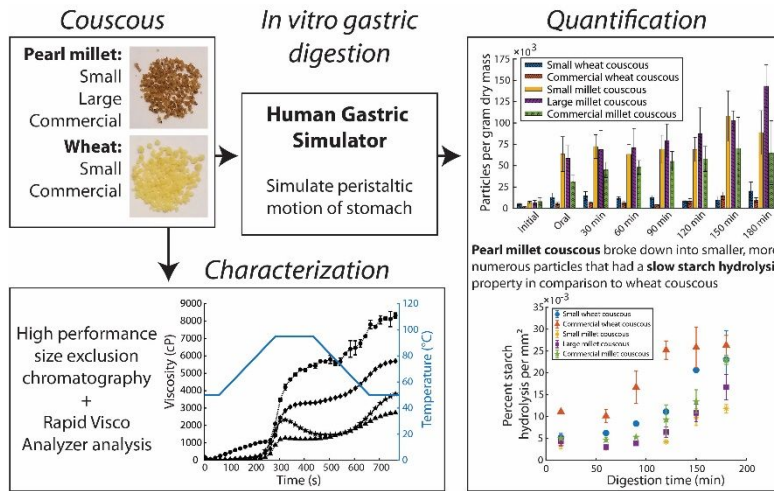 Couscous
Pearl millet:
Small
Large
Commercial
Wheat:
Small
Commercial
In vitro gastric
digestion
Human Gastric
Simulator
Simulate peristaltic
motion of stomach
Quantification
×10³
Particles per gram dry mass
175
150
125
100
75
50
25
0
Small wheat couscous
Commercial wheat couscous
Small millet couscous
Large millet couscous
Commercial millet couscous
Initial
Oral
30 min
60 min
90 min
120 min
150 min
180 min
Pearl millet couscous broke down into smaller, more
numerous particles that had a slow starch hydrolysis
property in comparison to wheat couscous
×10⁻³
Percent starch
hydrolysis per mm²
35
30
25
20
15
10
5
0
Small wheat couscous
Commercial wheat couscous
Small millet couscous
Large millet couscous
Commercial millet couscous
0 50 100 150 200
Digestion time (min)
Characterization
High performance
size exclusion
chromatography
+
Rapid Visco
Analyzer analysis
Viscosity (cP)
9000
8000
7000
6000
5000
4000
3000
2000
1000
0
0 100 200 300 400 500 600 700
Time (s)
120
100
80
60
40
20
0
Temperature (°C)